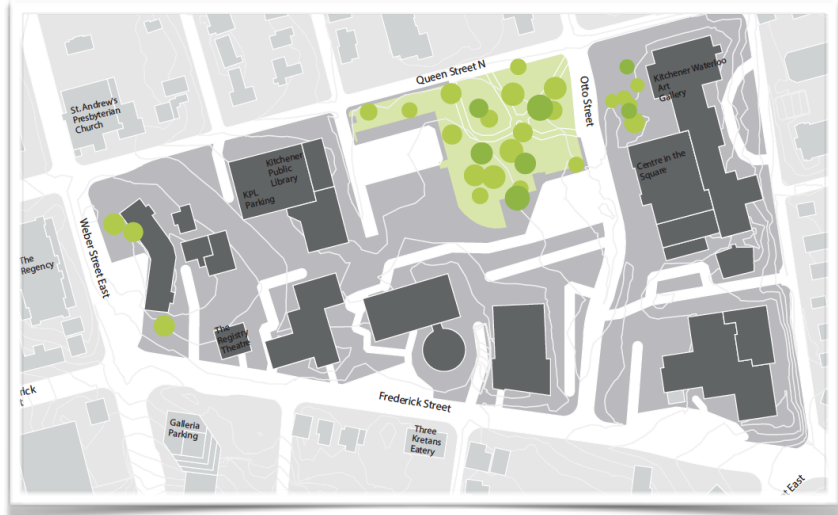 Queen Street N
Otto Street
Kitchener Waterloo
Art
Gallery
St. Andrew's
Presbyterian
Church
Kitchener
Public
Library
KPL
Parking
Centre in the
Square
Weber Street East
The
Regency
The
Registry
Theatre
Frederick Street
rick
t
Galleria
Parking
Three
Kretans
Eatery
t East